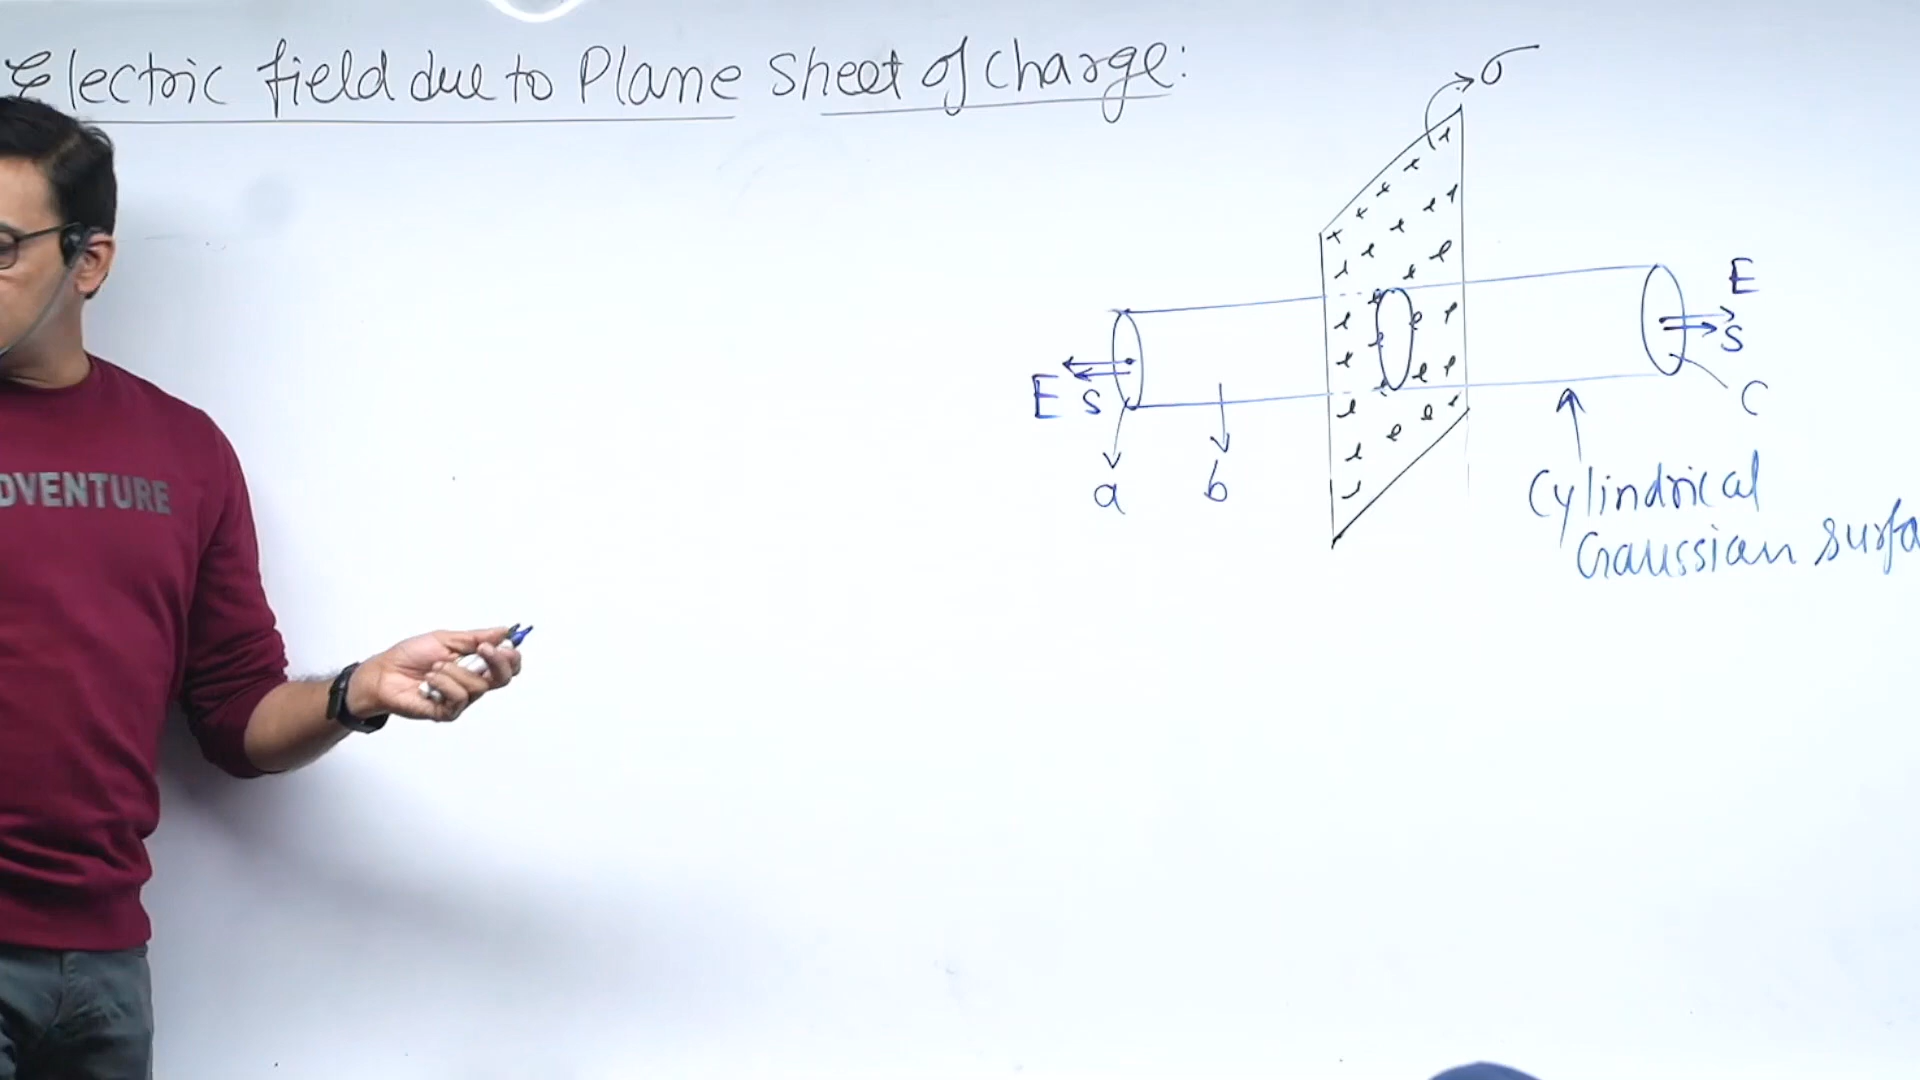 Electric field due to Plane Sheet of Charge:
σ
E
S
C
E S
a
b
Cylindrical
Gaussian surfa
DVENTURE